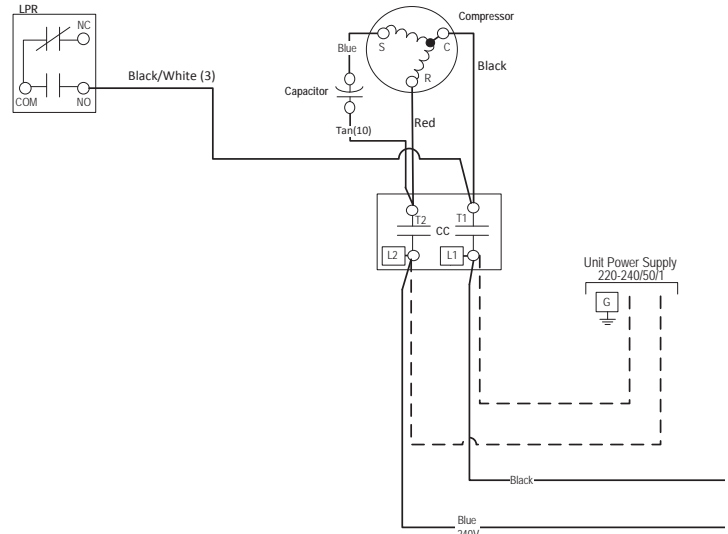 LPR
NC
COM
NO
Black/White (3)
Compressor
S
C
R
Blue
Capacitor
Tan(10)
Red
Black
T2
T1
CC
L2
L1
Unit Power Supply
220-240/50/1
G
Black
Blue
240V